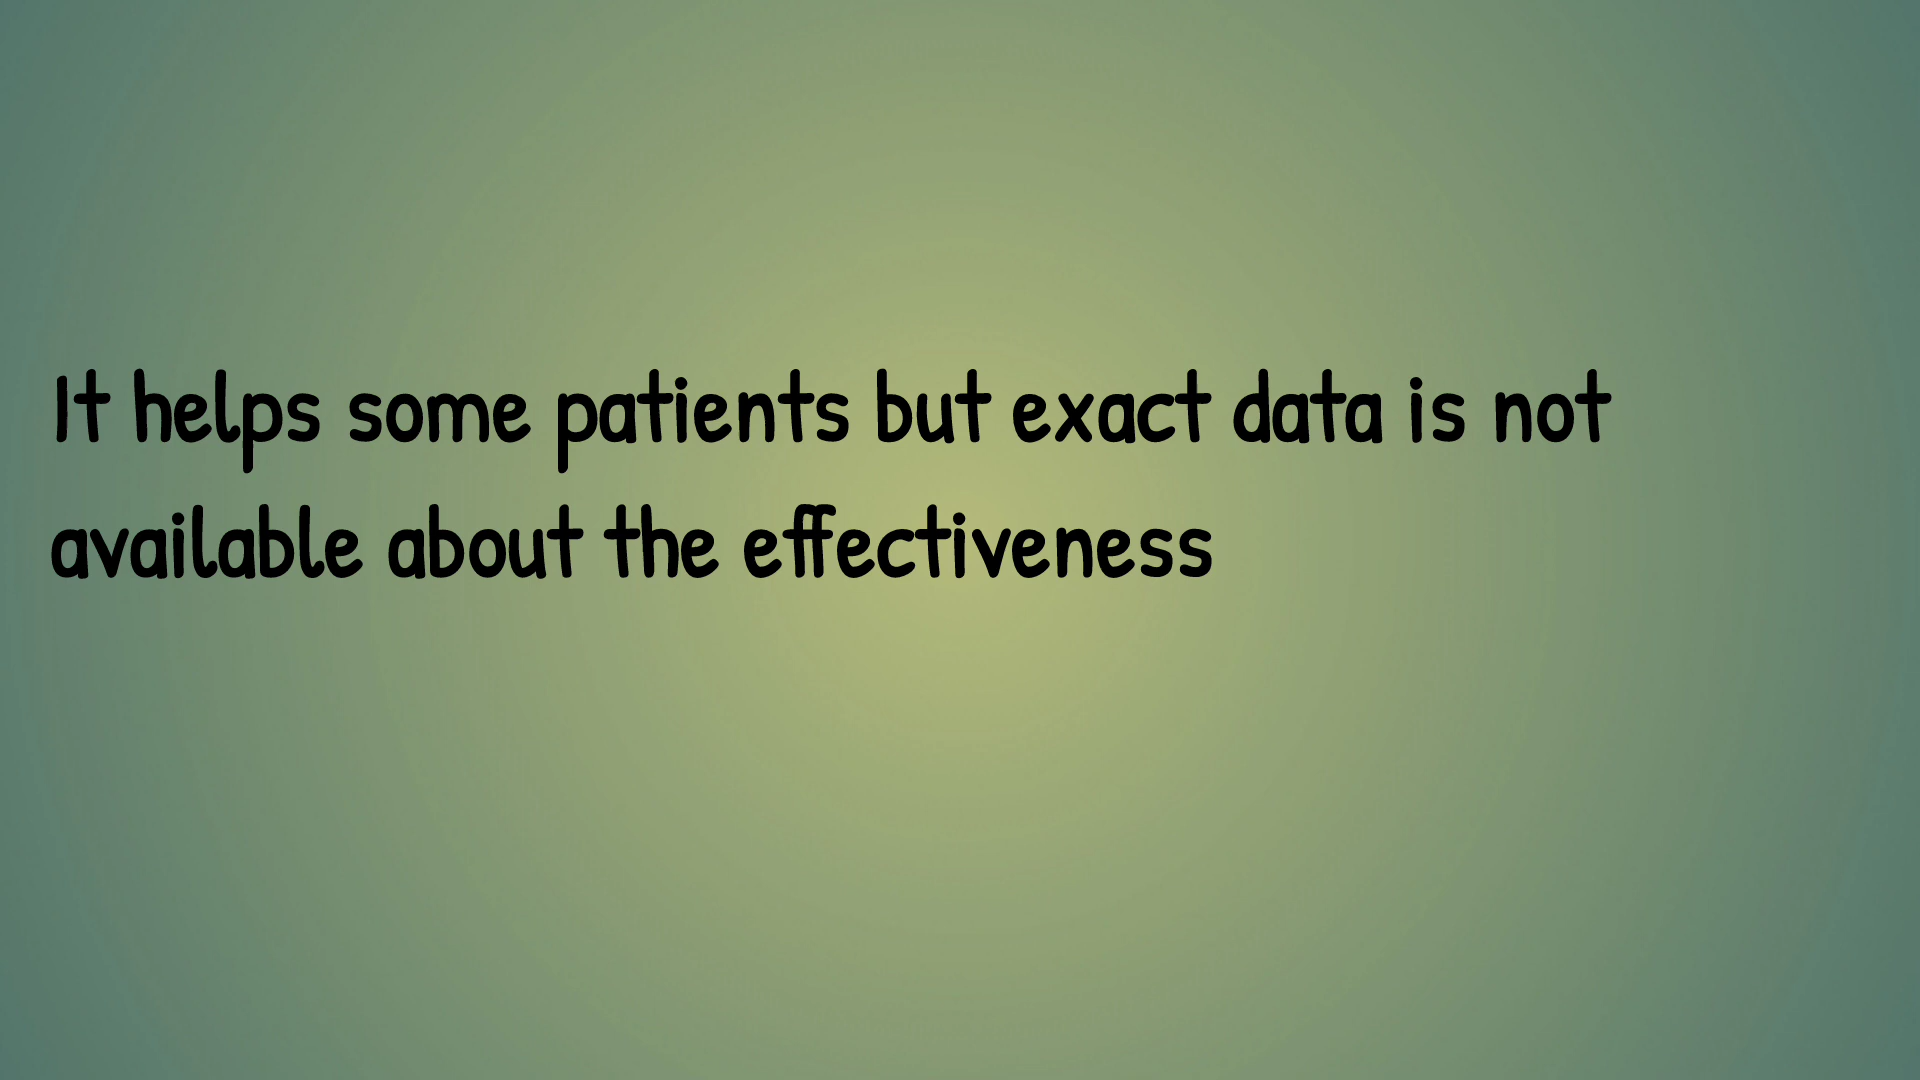 It helps some patients but exact data is not
available about the effectiveness